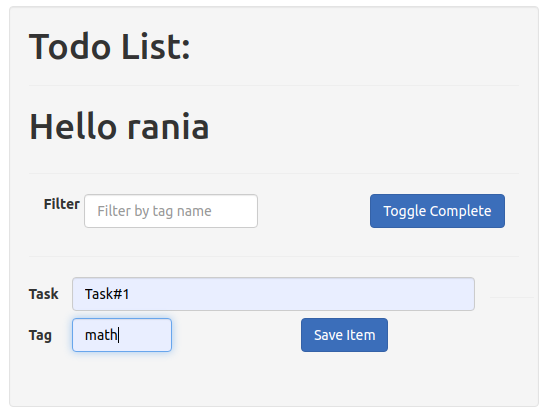 Todo List:
Hello rania
Filter Filter by tag name Toggle Complete
Task Task#1
Tag math Save Item